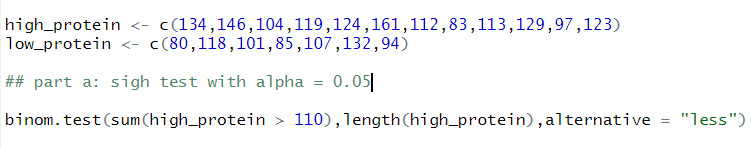 high_protein <- c(134,146,104,119,124,161,112,83,113,129,97,123)
low_protein <- c(80,118,101,85,107,132,94)
## part a: sigh test with alpha = 0.05
binom.test(sum(high_protein > 110),length(high_protein),alternative = "less")